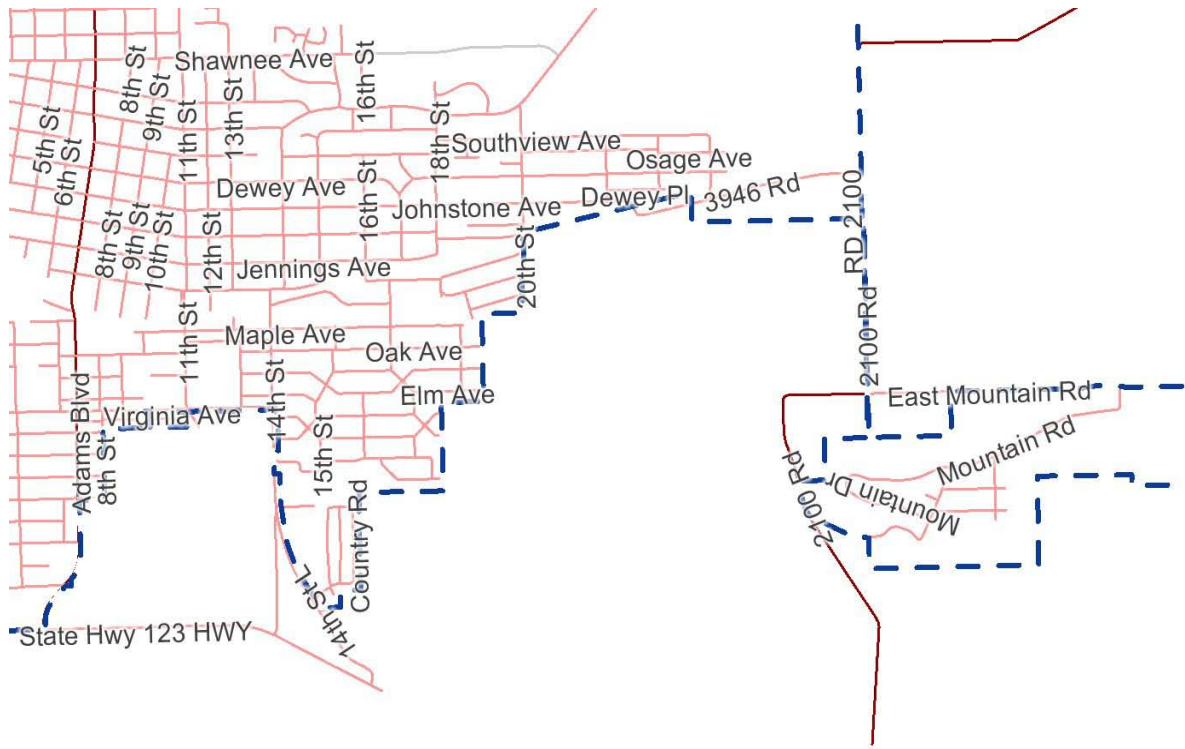 Shawnee Ave
8th St
9th St
16th St
11th St
13th St
5th St
6th St
18th St
Southview Ave
Osage Ave
Dewey Ave
16th St
Dewey Pl
3946 Rd
Johnstone Ave
RD 2100
8th St
9th St
10th St
12th St
Jennings Ave
20th St
11th St
Maple Ave
Oak Ave
2100 Rd
Elm Ave
East Mountain Rd
Adams Blvd
Virginia Ave
14th St
8th St
15th St
Mountain Rd
2100 Rd
Mountain Dr
Country Rd
14th St L
State Hwy 123 HWY